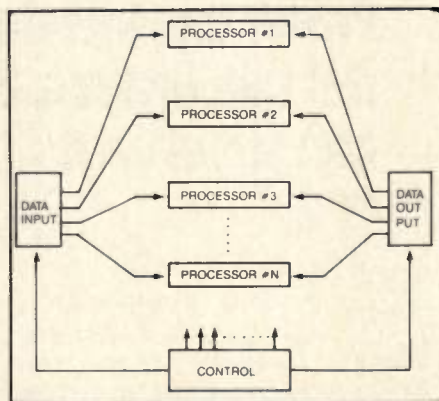 PROCESSOR #1
PROCESSOR #2
DATA
INPUT
PROCESSOR #3
DATA
OUT
PUT
PROCESSOR #N
CONTROL